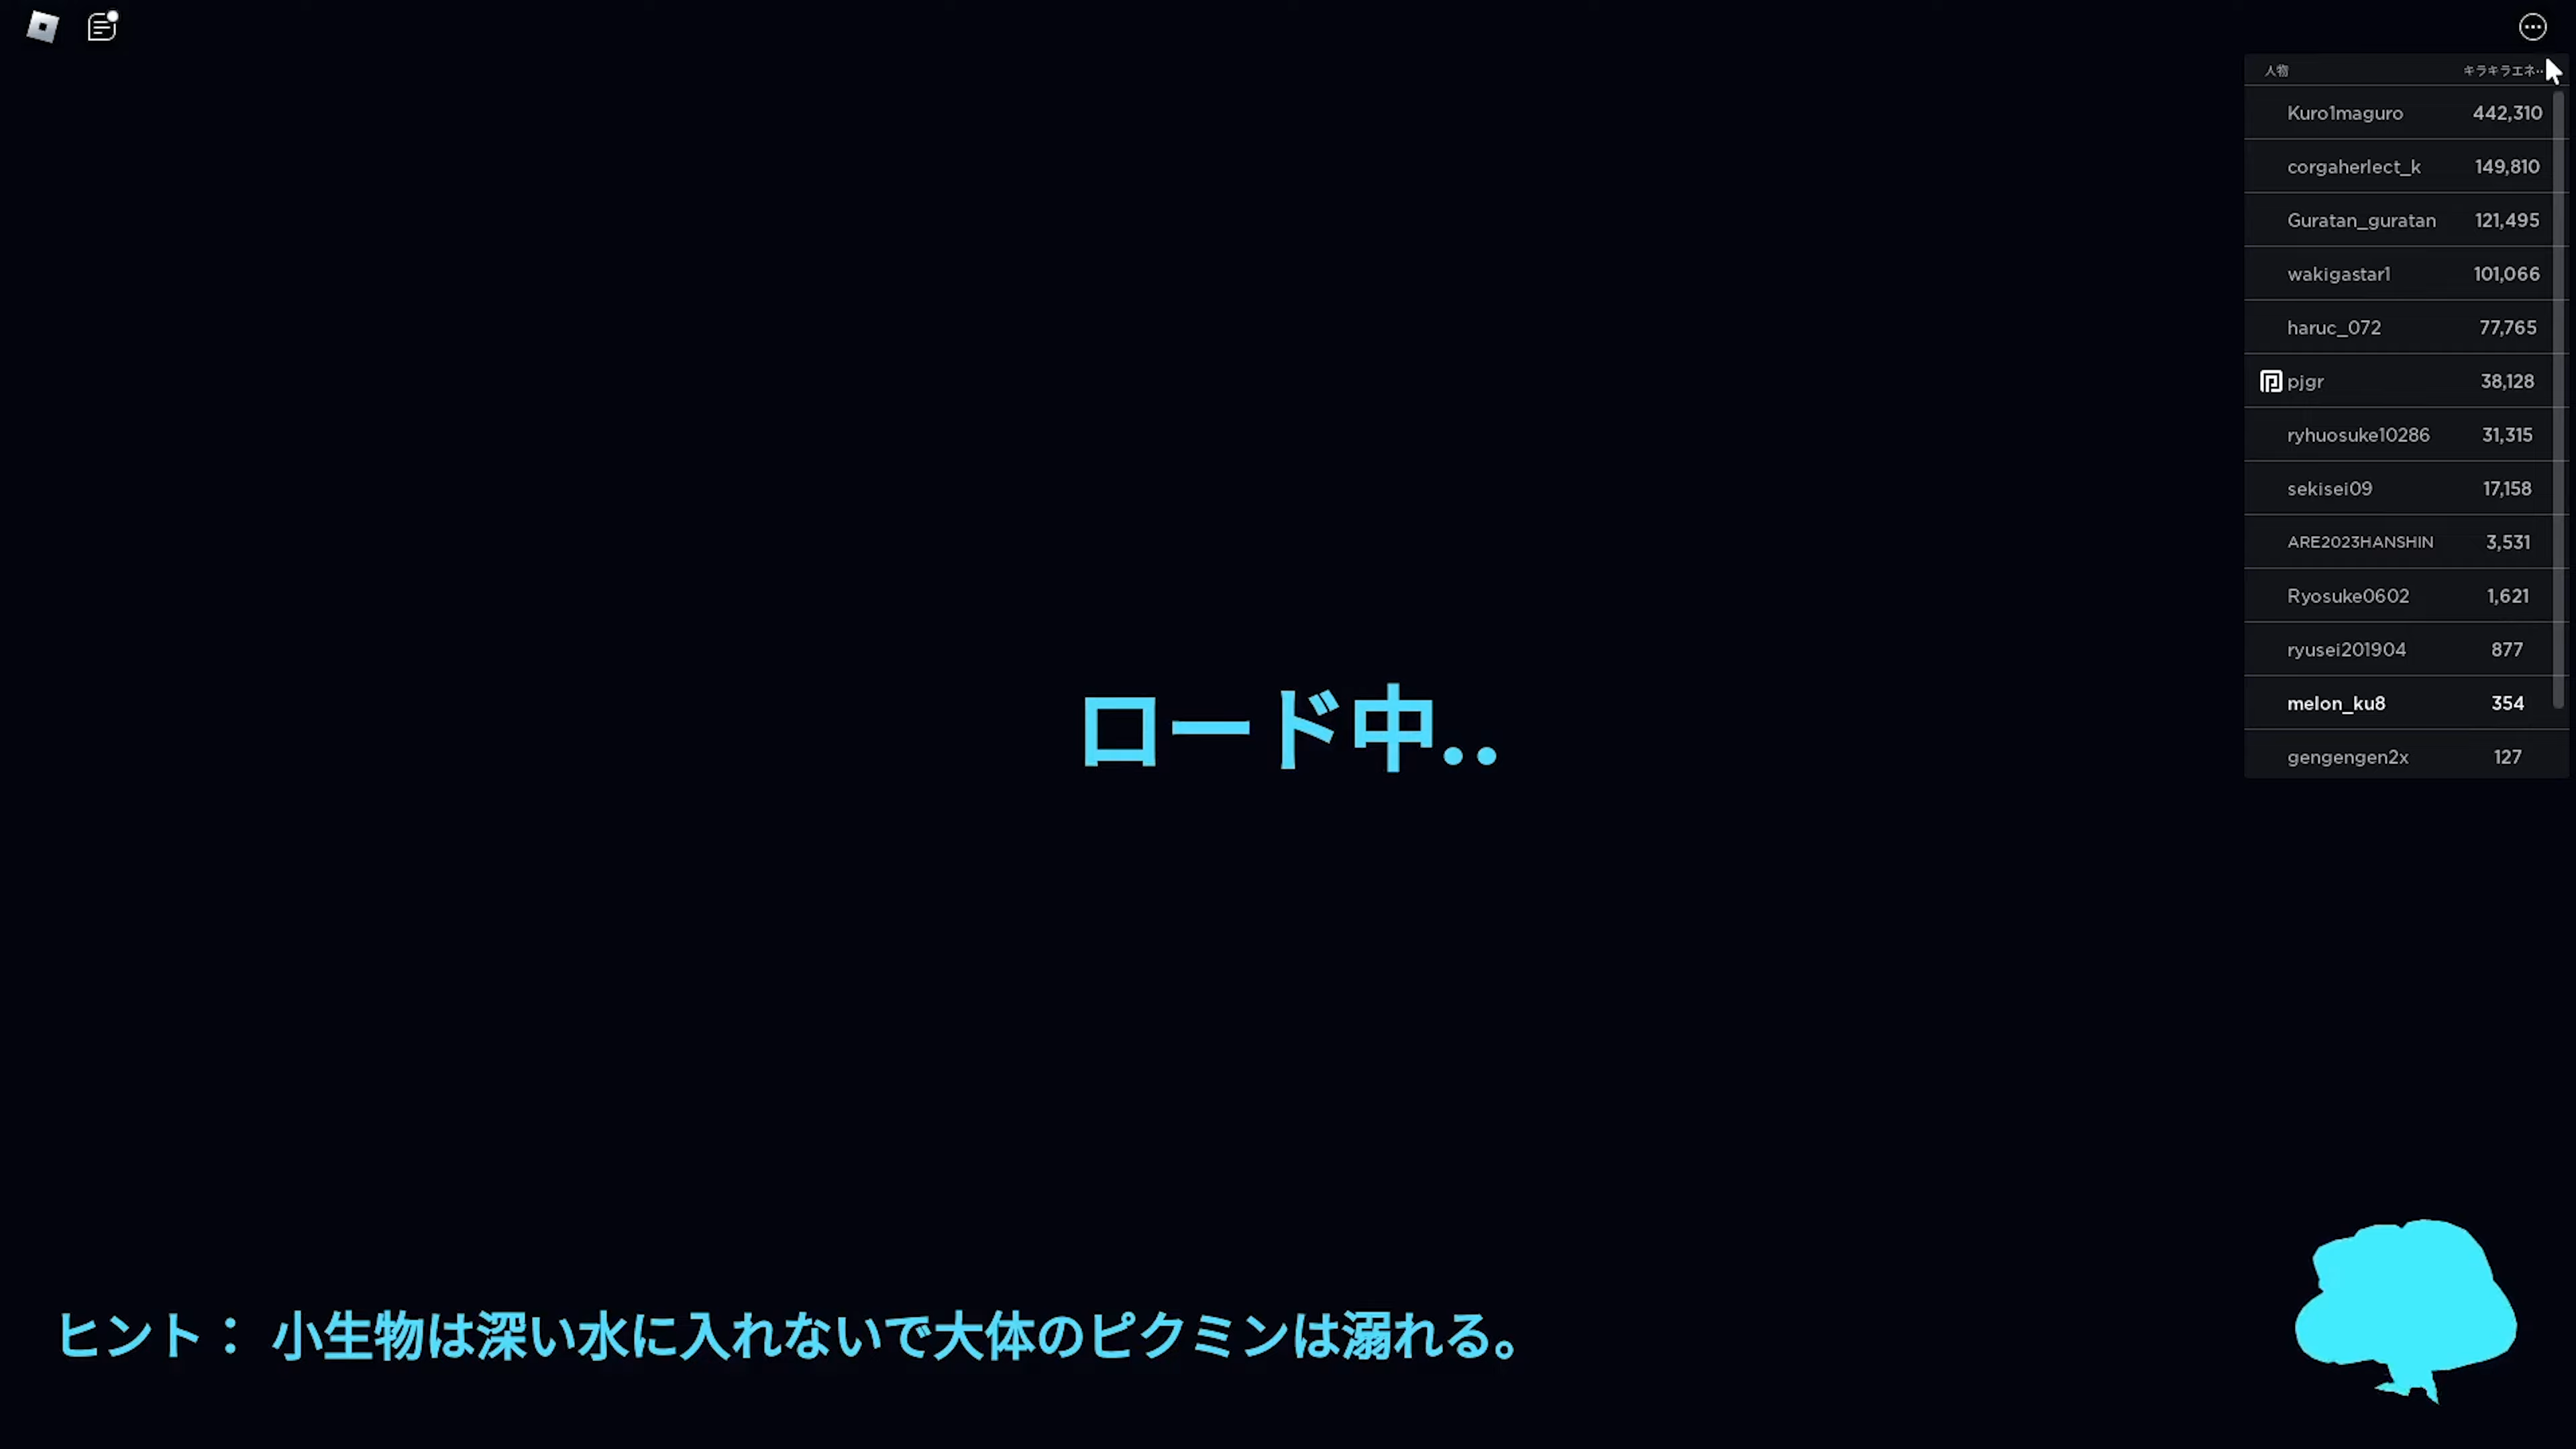 人物 キラキラエネ..
Kuro1maguro 442,310
corgaherlect_k 149,810
Guratan_guratan 121,495
wakigastar1 101,066
haruc_072 77,765
pjgr 38,128
ryhuosuke10286 31,315
sekisei09 17,158
ARE2023HANSHIN 3,531
Ryosuke0602 1,621
ryusei201904 877
melon_ku8 354
gengengen2x 127
ロード中..
ヒント： 小生物は深い水に入れないで大体のピクミンは溺れる。